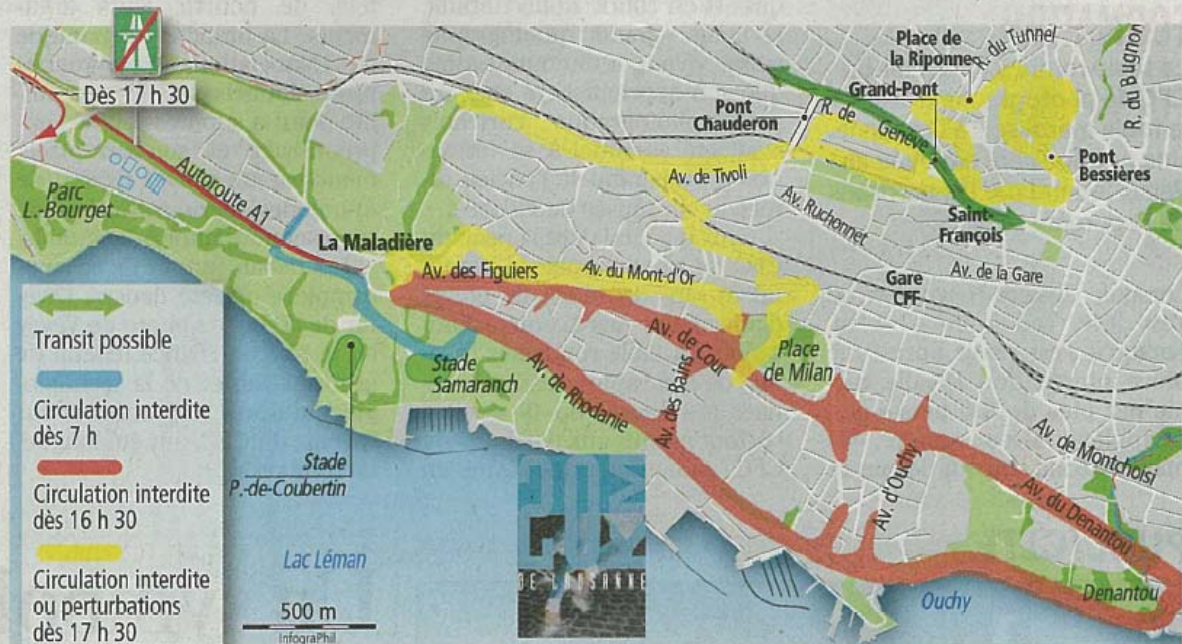 Dès 17 h 30
Place de
la Riponne
R. du Tunnel
R. du Bugnon
Grand-Pont
Pont
Chauderon
R. de Genève
Pont
Bessières
Av. de Tivoli
Av. Ruchonnet
Saint-
François
Parc
L.-Bourget
Autoroute A1
La Maladière
Av. des Figuiers
Av. du Mont-d'Or
Gare
CFF
Av. de la Gare
Av. de Cour
Place
de Milan
Stade
Samaranch
Av. de Rhodanie
Av. des Bains
Av. d'Ouchy
Av. de Montchoisi
Av. du Denantou
Denantou
Ouchy
Stade
P.-de-Coubertin
Lac Léman
500 m
InfograPhil
DE LAUSANNE
Transit possible
Circulation interdite
dès 7 h
Circulation interdite
dès 16 h 30
Circulation interdite
ou perturbations
dès 17 h 30